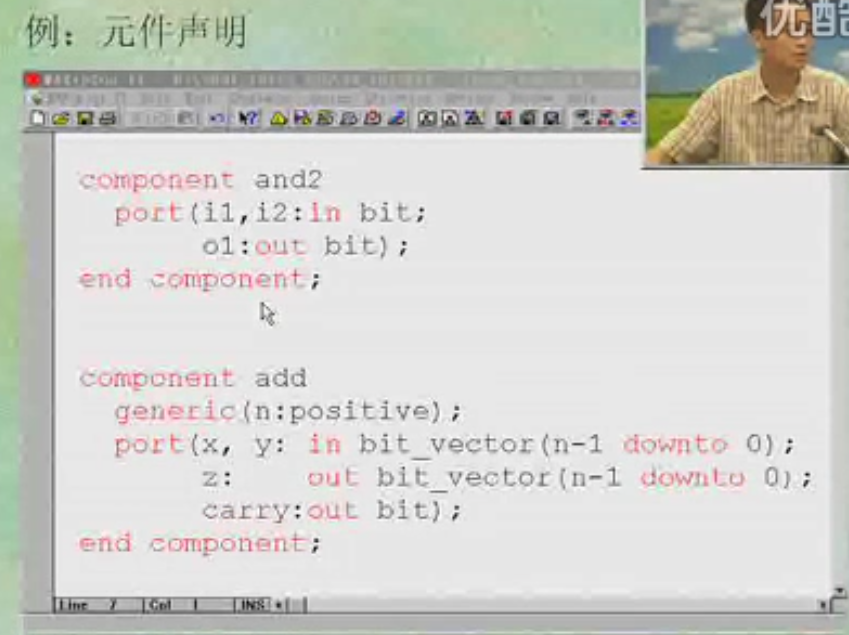 例：元件声明
优酷
component and2
port(i1,i2:in bit;
o1:out bit);
end component;
component add
generic(n:positive);
port(x, y: in bit_vector(n-1 downto 0);
z: out bit_vector(n-1 downto 0);
carry:out bit);
end component;
Line 7 Col 1 INS